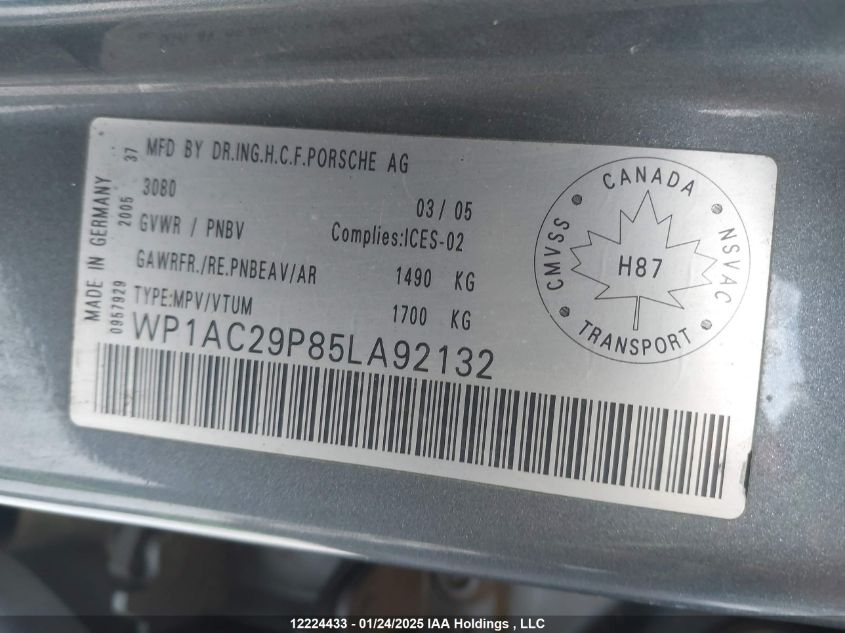 MFD BY DR.ING.H.C.F.PORSCHE AG
3080
03 / 05
GVWR / PNBV
Complies:ICES-02
GAWRFR./RE.PNBEAV/AR
1490 KG
TYPE:MPV/VTUM
1700 KG
WP1AC29P85LA92132
MADE IN GERMANY
0957929
2005
37
CANADA
CMVSS
NSVAC
H87
TRANSPORT
12224433 - 01/24/2025 IAA Holdings , LLC